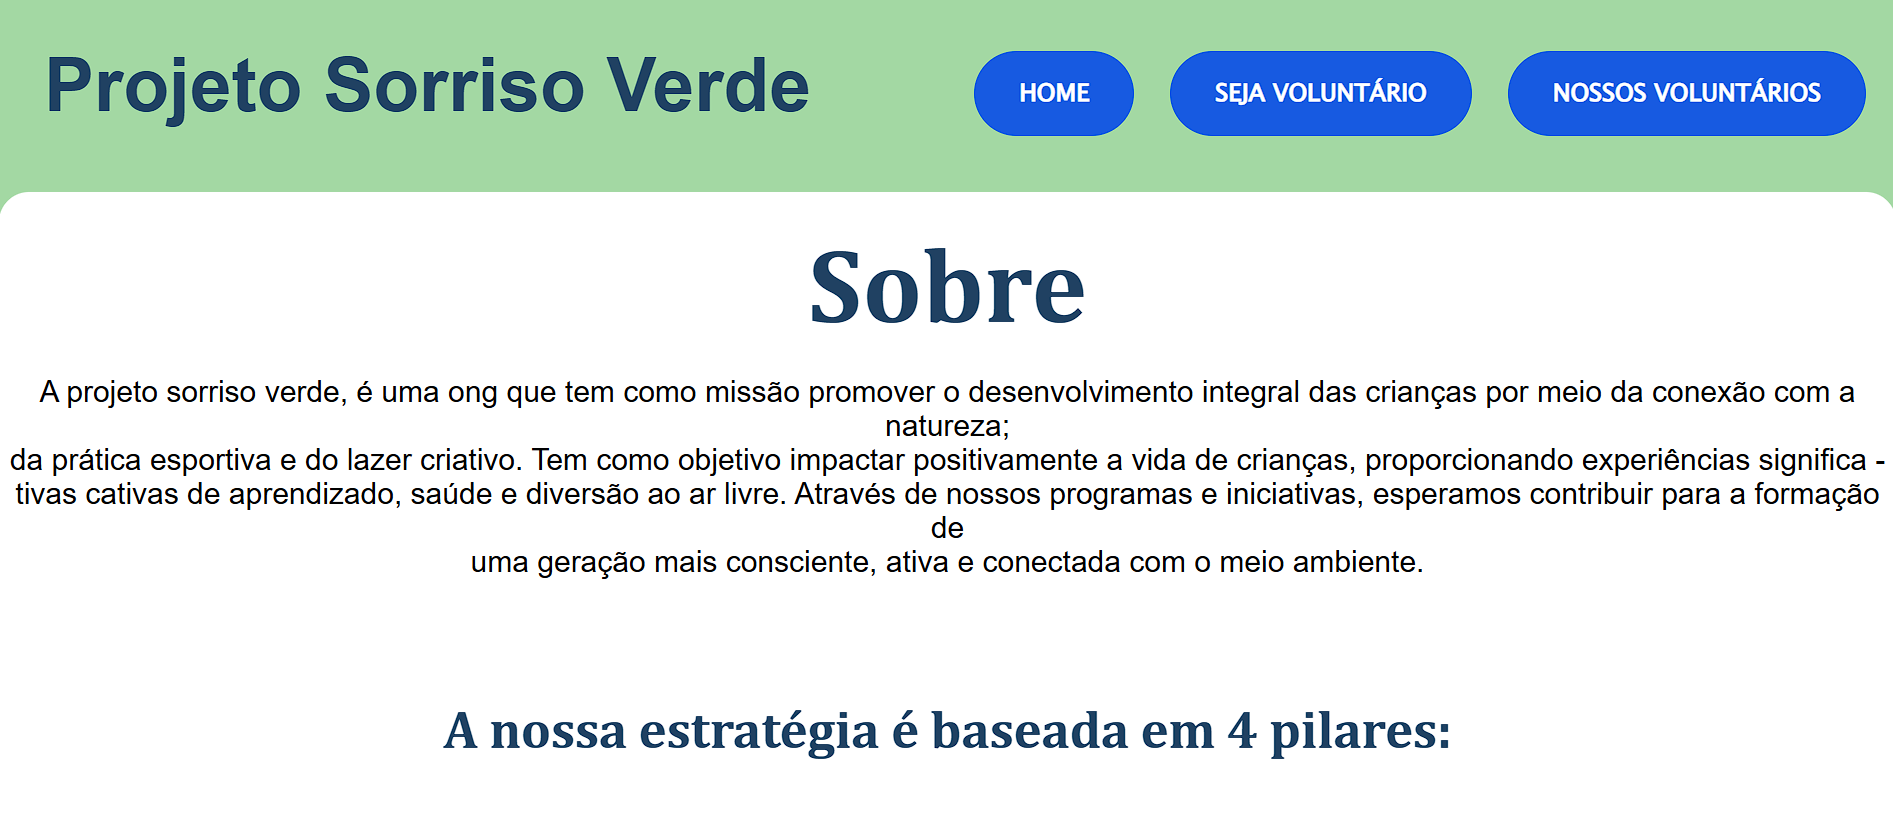 Projeto Sorriso Verde
HOME
SEJA VOLUNTÁRIO
NOSSOS VOLUNTÁRIOS
Sobre
A projeto sorriso verde, é uma ong que tem como missão promover o desenvolvimento integral das crianças por meio da conexão com a
natureza;
da prática esportiva e do lazer criativo. Tem como objetivo impactar positivamente a vida de crianças, proporcionando experiências significa -
tivas cativas de aprendizado, saúde e diversão ao ar livre. Através de nossos programas e iniciativas, esperamos contribuir para a formação
de
uma geração mais consciente, ativa e conectada com o meio ambiente.
A nossa estratégia é baseada em 4 pilares: